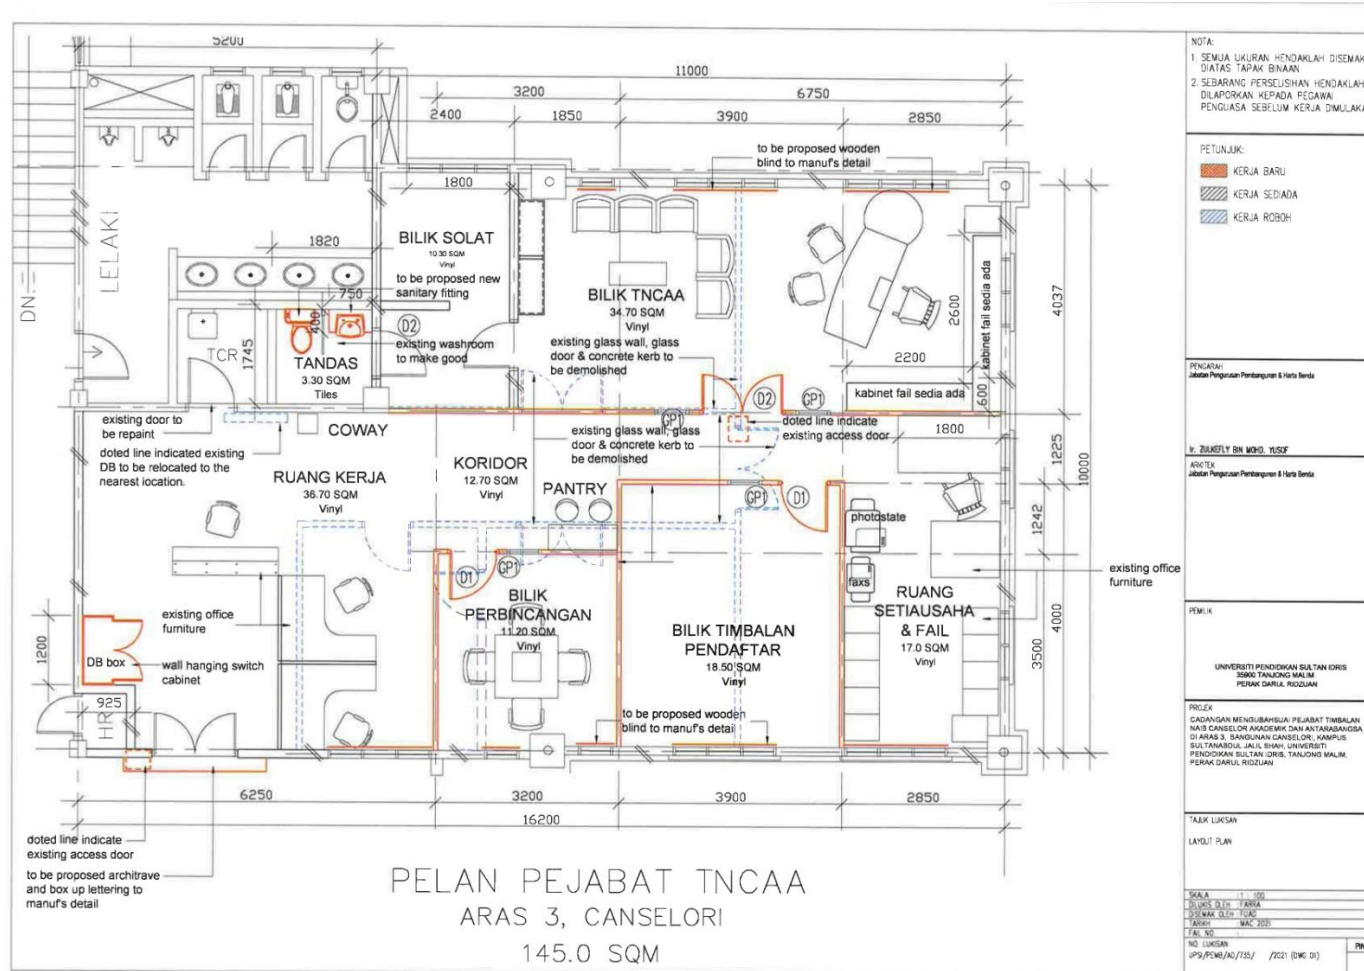 5200
11000
3200
6750
2400
1850
3900
2850
to be proposed wooden
blind to manuf's detail
1800
LELAKI
DN.
1820
BILIK SOLAT
10.30 SQM
Vinyl
to be proposed new
sanitary fitting
750
400
D2
existing washroom
to make good
TCR
1745
TANDAS
3.30 SQM
Tiles
BILIK TNCAA
34.70 SQM
Vinyl
existing glass wall, glass
door & concrete kerb to
be demolished
2600
2200
600
kabinet fail sedia ada
kabinet fail sedia ada
4037
D2
GP1
GP1
existing door to
be repaint
doted line indicated existing
DB to be relocated to the
nearest location.
COWAY
existing glass wall, glass
door & concrete kerb to
be demolished
doted line indicate
existing access door
1800
1225
10000
RUANG KERJA
36.70 SQM
Vinyl
KORIDOR
12.70 SQM
Vinyl
PANTRY
GP1
D1
photostate
1242
existing office
furniture
faxs
D1
GP1
BILIK
PERBINCANGAN
11.20 SQM
Vinyl
BILIK TIMBALAN
PENDAFTAR
18.50 SQM
Vinyl
RUANG
SETIAUSAHA
& FAIL
17.0 SQM
Vinyl
4000
3500
existing office
furniture
1200
DB box
wall hanging switch
cabinet
925
HR
to be proposed wooden
blind to manuf's detail
6250
3200
3900
2850
16200
doted line indicate
existing access door
to be proposed architrave
and box up lettering to
manuf's detail
PELAN PEJABAT TNCAA
ARAS 3, CANSELORI
145.0 SQM
NOTA:
1. SEMUA UKURAN HENDAKLAH DISEMAK
DIATAS TAPAK BINAAN
2. SEBARANG PERSELISIHAN HENDAKLAH
DILAPORKAN KEPADA PEGAWAI
PENGUASA SEBELUM KERJA DIMULAKA
PETUNJUK:
KERJA BARU
KERJA SEDIADA
KERJA ROBOH
PENGARAH
Jabatan Pengurusan Pembangunan & Harta Benda
Ir. ZULKEFLY BIN MOHD. YUSOF
ARKITEK
Jabatan Pengurusan Pembangunan & Harta Benda
PEMILIK
UNIVERSITI PENDIDIKAN SULTAN IDRIS
35900 TANJONG MALIM
PERAK DARUL RIDZUAN
PROJEK
CADANGAN MENGUBAHSUAI PEJABAT TIMBALAN
NAIB CANSELOR AKADEMIK DAN ANTARABANGSA
DI ARAS 3, BANGUNAN CANSELORI, KAMPUS
SULTAN ABDUL JALIL SHAH, UNIVERSITI
PENDIDIKAN SULTAN IDRIS, TANJONG MALIM,
PERAK DARUL RIDZUAN
TAJUK LUKISAN
LAYOUT PLAN
SKALA : 1 : 100
DILUKIS OLEH : FARRA
DISEMAK OLEH : FUAD
TARIKH : MAC 2021
FAIL NO. :
NO. LUKISAN
UPSI/PEMB/AD/735/ /2021 (DWG 01)